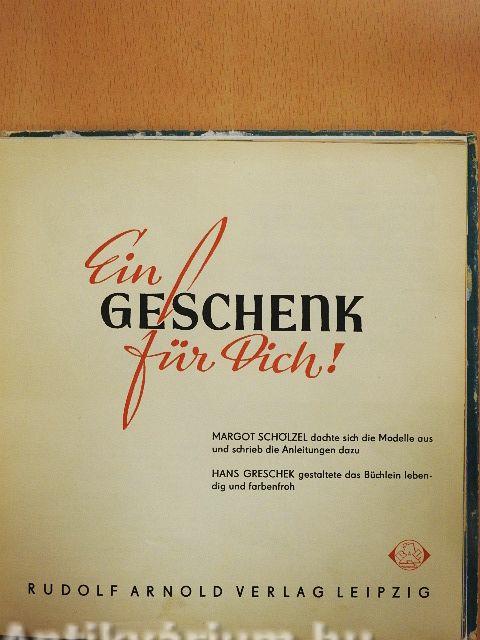 Ein
GESCHENK
für Dich!
MARGOT SCHÖLZEL dachte sich die Modelle aus
und schrieb die Anleitungen dazu
HANS GRESCHEK gestaltete das Büchlein leben-
dig und farbenfroh
RUDOLF ARNOLD VERLAG LEIPZIG
Antikvárium.hu